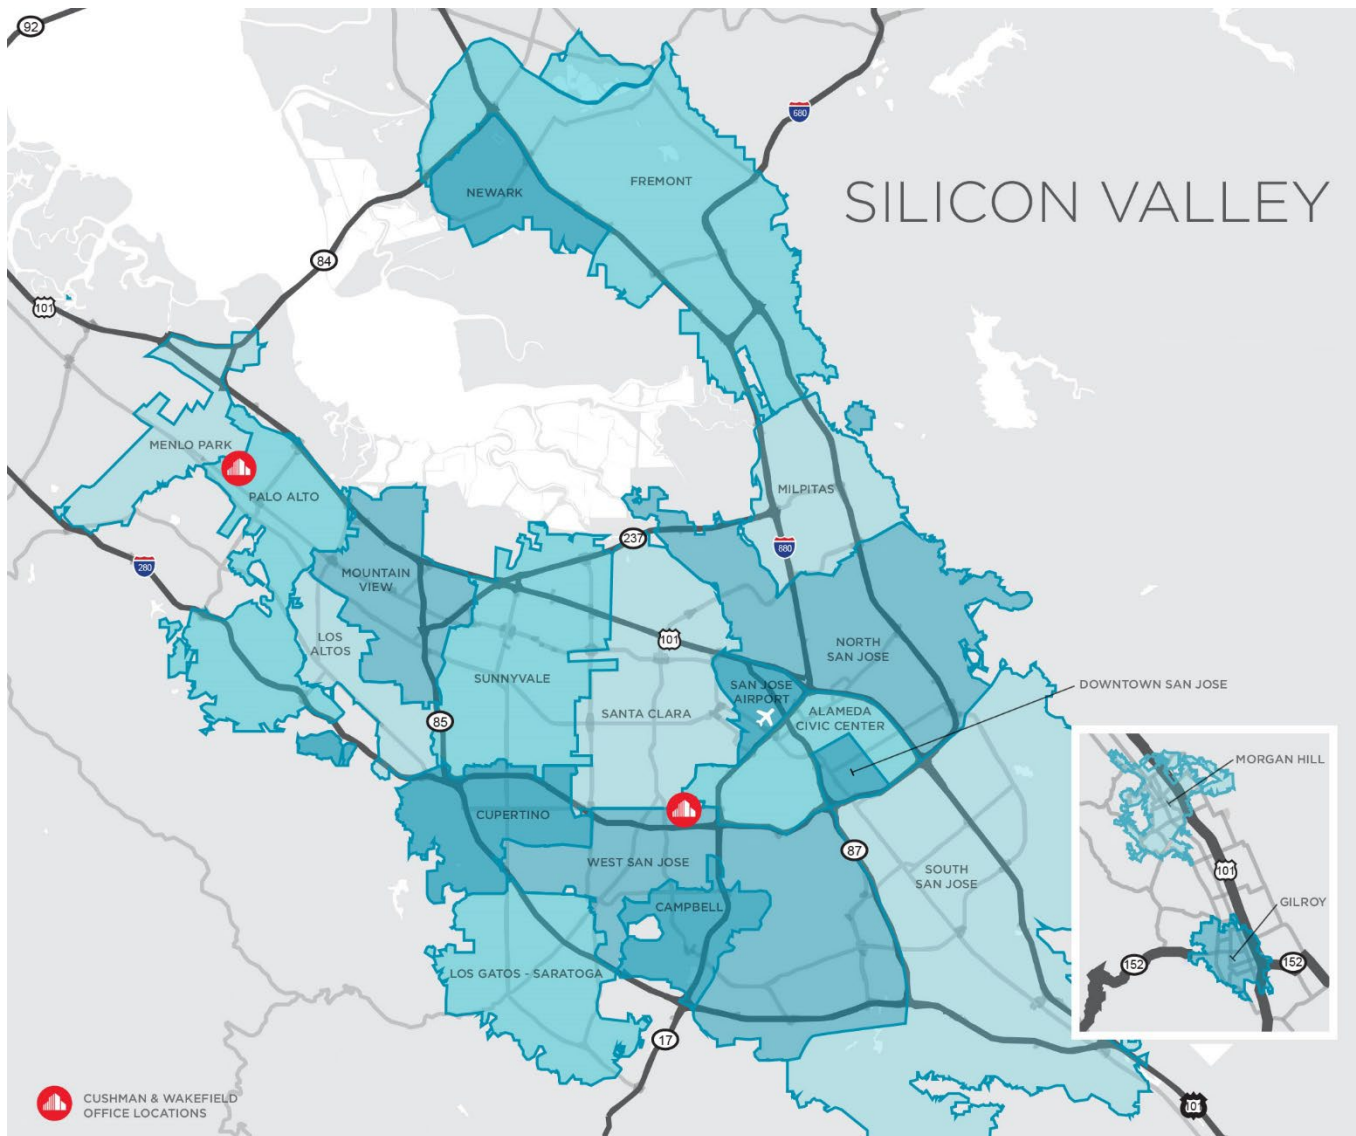 92
680
SILICON VALLEY
FREMONT
NEWARK
84
101
MENLO PARK
PALO ALTO
MILPITAS
237
880
280
MOUNTAIN
VIEW
LOS
ALTOS
101
NORTH
SAN JOSE
SUNNYVALE
SAN JOSE
AIRPORT
DOWNTOWN SAN JOSE
SANTA CLARA
ALAMEDA
CIVIC CENTER
85
MORGAN HILL
CUPERTINO
87
WEST SAN JOSE
SOUTH
SAN JOSE
101
CAMPBELL
GILROY
LOS GATOS - SARATOGA
152
152
17
CUSHMAN & WAKEFIELD
OFFICE LOCATIONS
101